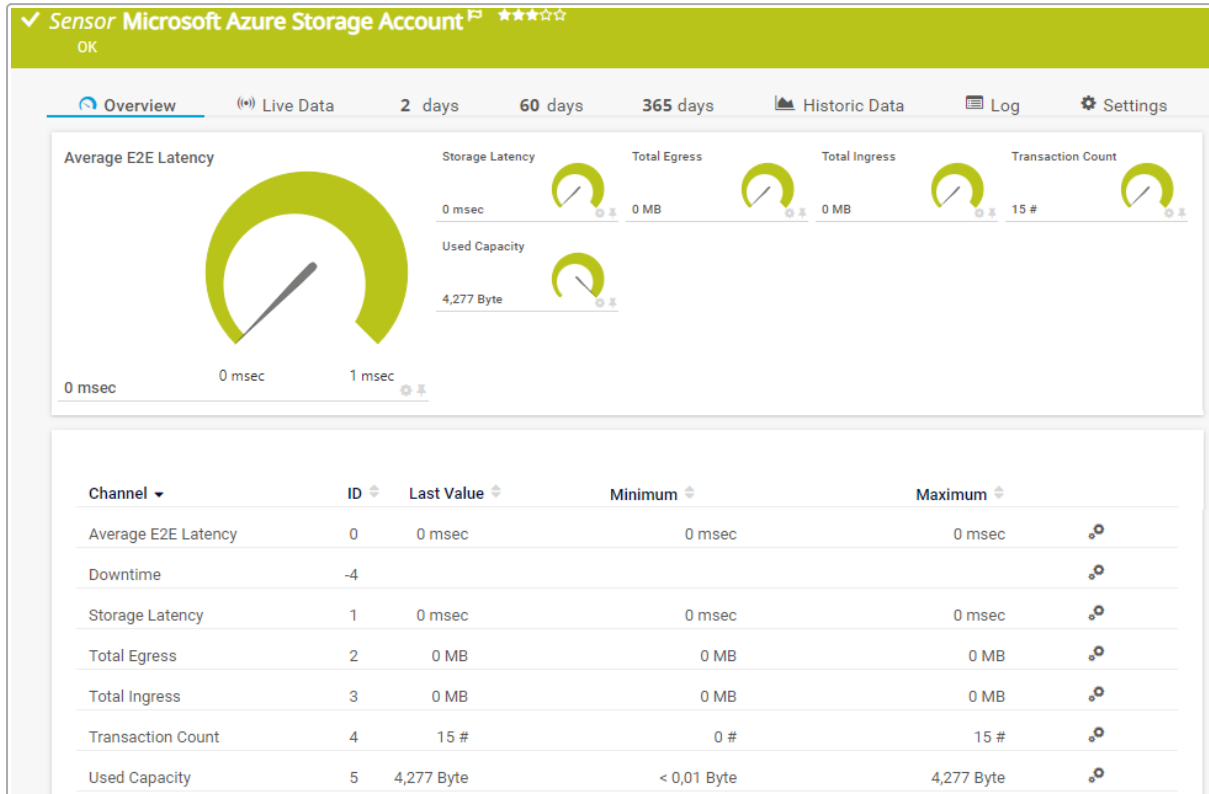 Sensor Microsoft Azure Storage Account
OK
Overview Live Data 2 days 60 days 365 days Historic Data Log Settings
Average E2E Latency
0 msec 1 msec
0 msec
Storage Latency
0 msec
Total Egress
0 MB
Total Ingress
0 MB
Transaction Count
15 #
Used Capacity
4,277 Byte
Channel ID Last Value Minimum Maximum
Average E2E Latency 0 0 msec 0 msec 0 msec
Downtime -4
Storage Latency 1 0 msec 0 msec 0 msec
Total Egress 2 0 MB 0 MB 0 MB
Total Ingress 3 0 MB 0 MB 0 MB
Transaction Count 4 15 # 0 # 15 #
Used Capacity 5 4,277 Byte < 0,01 Byte 4,277 Byte